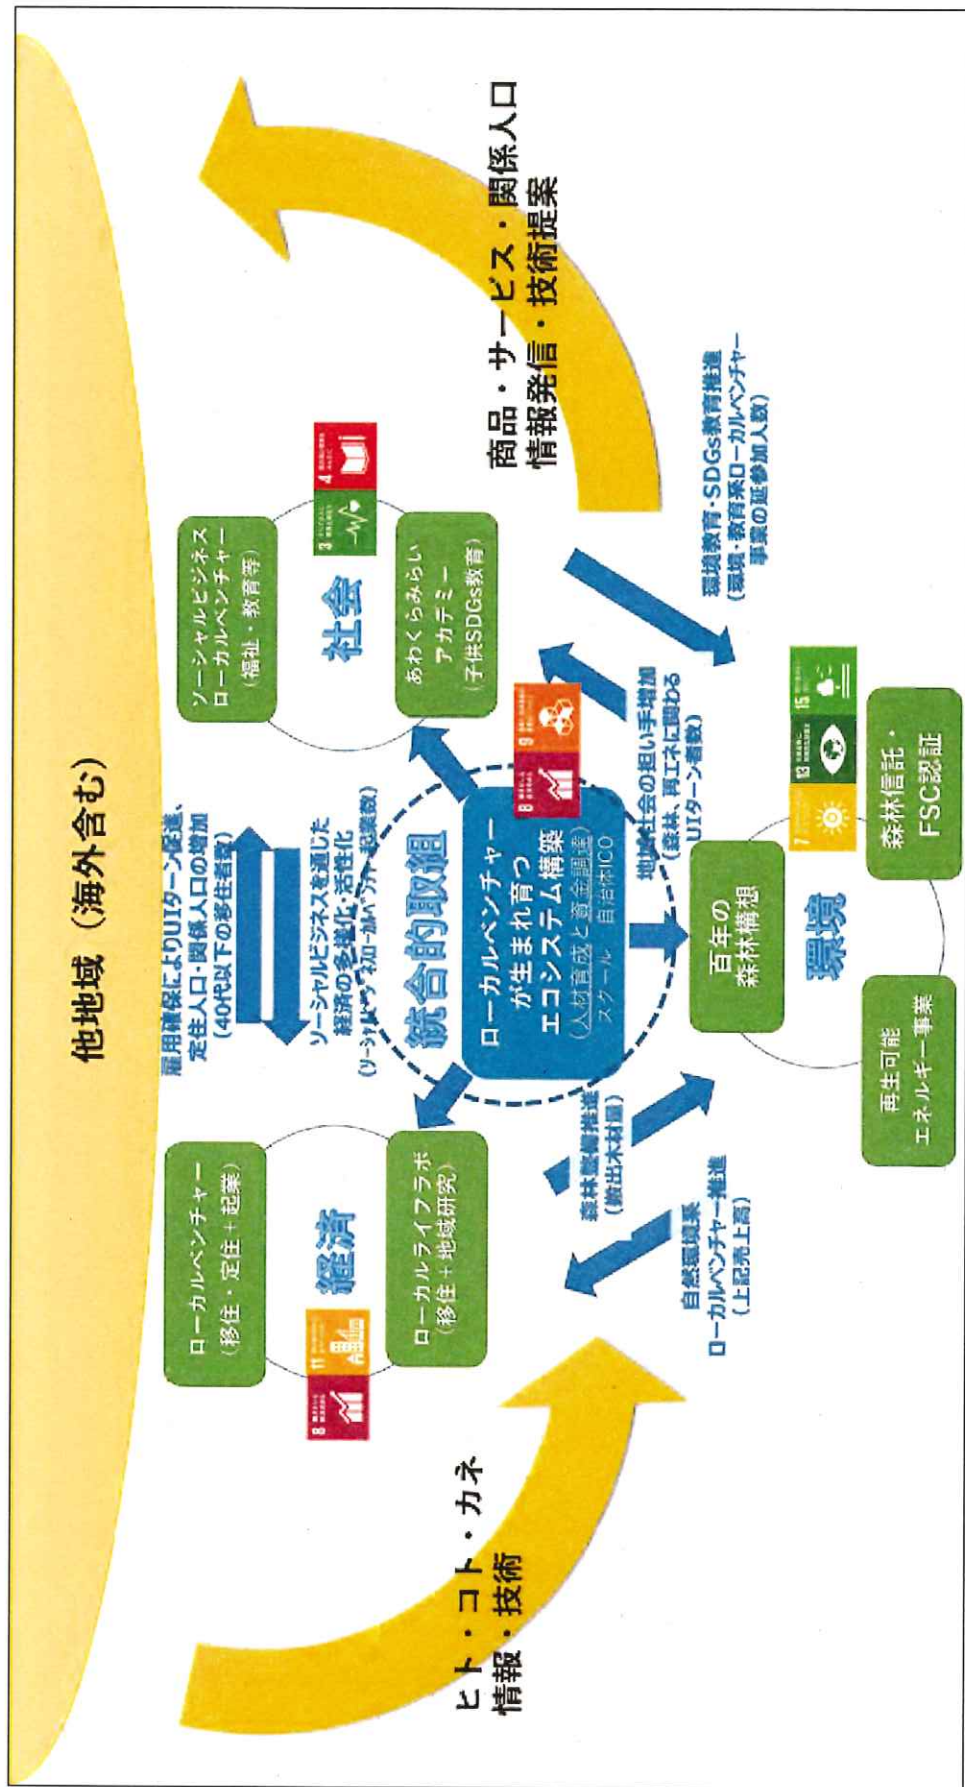 他地域（海外含む）
雇用確保によりUIターン促進、
定住人口・関係人口の増加
（40代以下の移住者数）
ソーシャルビジネスを通じた
経済の多様化・活性化
ローカルベンチャー
（移住・定住＋起業）
経済
8
11
ローカルライフラボ
（移住＋地域研究）
ソーシャルビジネス
ローカルベンチャー
（福祉・教育等）
社会
3
4
あわくらみらい
アカデミー
（子供SDGs教育）
統合的取組
ローカルベンチャー
が生まれ育つ
エコシステム構築
（人材育成と資金調達）
スクール 自治体ICO
8
9
ヒト・コト・カネ
情報・技術
商品・サービス・関係人口
情報発信・技術提案
森林整備推進
（搬出木材量）
自然環境系
ローカルベンチャー推進
（上記売上高）
地域社会の担い手増加
（森林、再エネに関わる
UIターン者数）
環境教育・SDGs教育推進
（環境・教育系ローカルベンチャー
事業の延参加人数）
百年の
森林構想
環境
7
13
15
再生可能
エネルギー事業
森林信託・
FSC認証